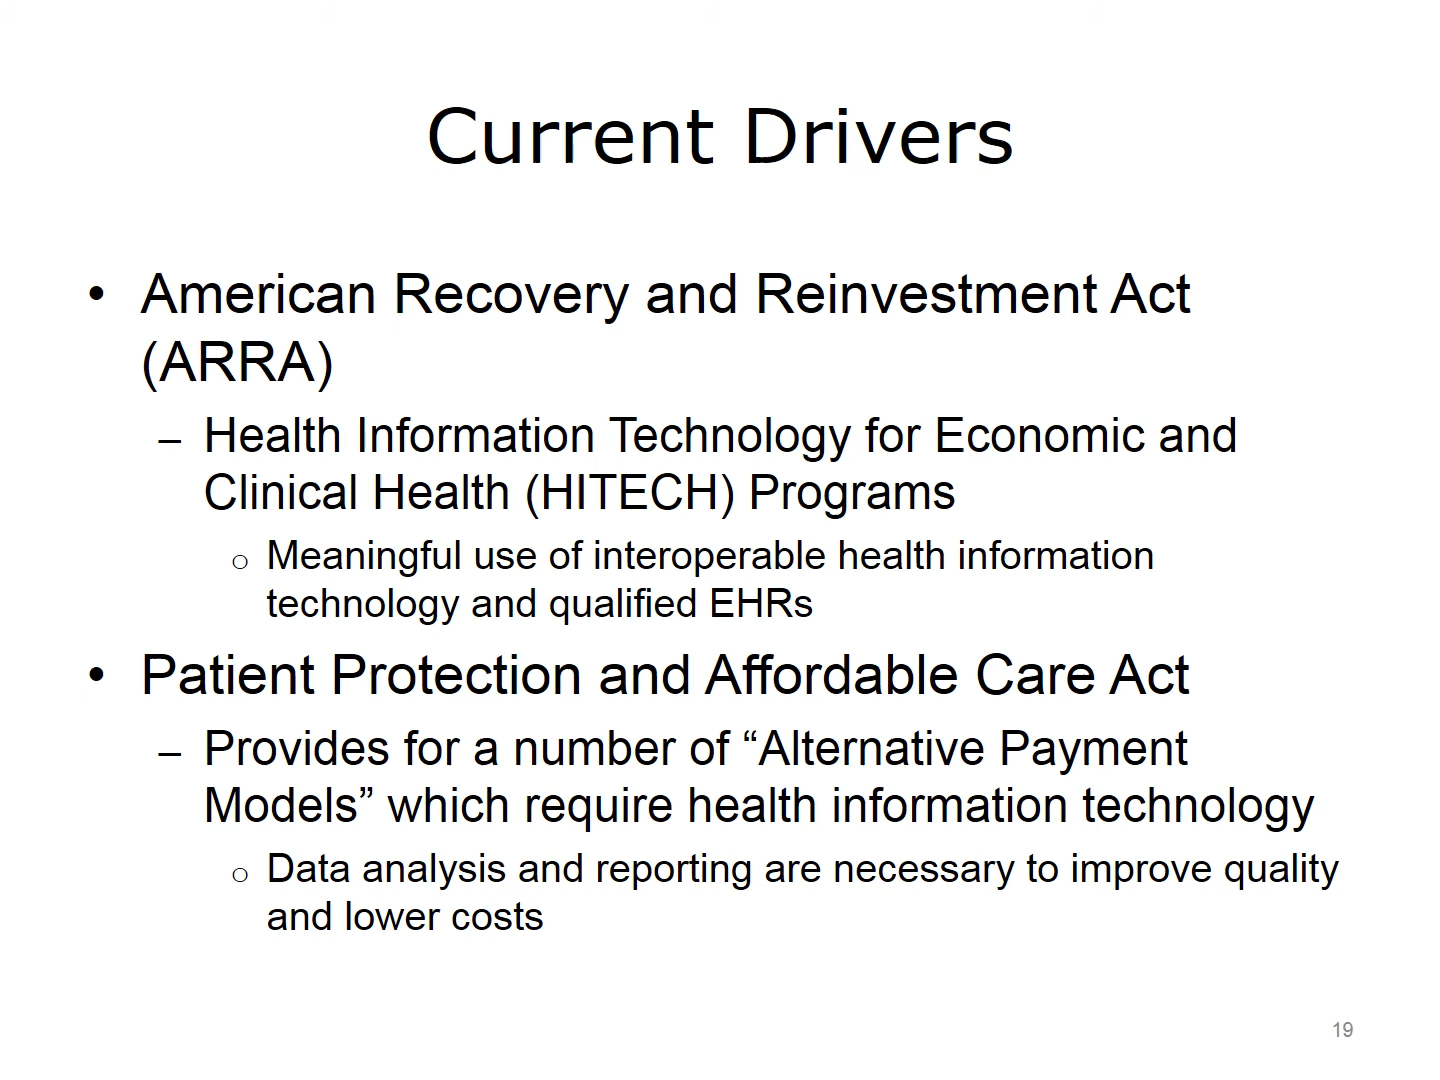 Current Drivers
• American Recovery and Reinvestment Act
(ARRA)
– Health Information Technology for Economic and
Clinical Health (HITECH) Programs
○ Meaningful use of interoperable health information
technology and qualified EHRs
• Patient Protection and Affordable Care Act
– Provides for a number of “Alternative Payment
Models” which require health information technology
○ Data analysis and reporting are necessary to improve quality
and lower costs
19